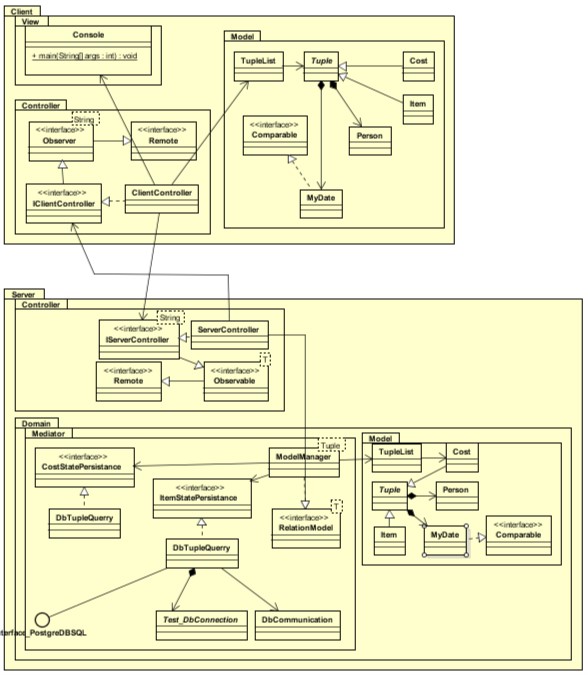 Client
View
Console
+ main(String[] args : int) : void
Model
TupleList
Tuple
Cost
Item
<<interface>>
Comparable
Person
MyDate
Controller
String
<<interface>>
Observer
<<interface>>
Remote
<<interface>>
IClientController
ClientController
Server
Controller
String
<<interface>>
IServerController
ServerController
T
<<interface>>
Remote
<<interface>>
Observable
Domain
Mediator
<<interface>>
CostStatePersistance
Tuple
ModelManager
<<interface>>
ItemStatePersistance
DbTupleQuerry
T
<<interface>>
RelationModel
DbTupleQuerry
terface_PostgreDBSQL
Test_DbConnection
DbCommunication
Model
TupleList
Cost
Tuple
Person
Item
MyDate
<<interface>>
Comparable